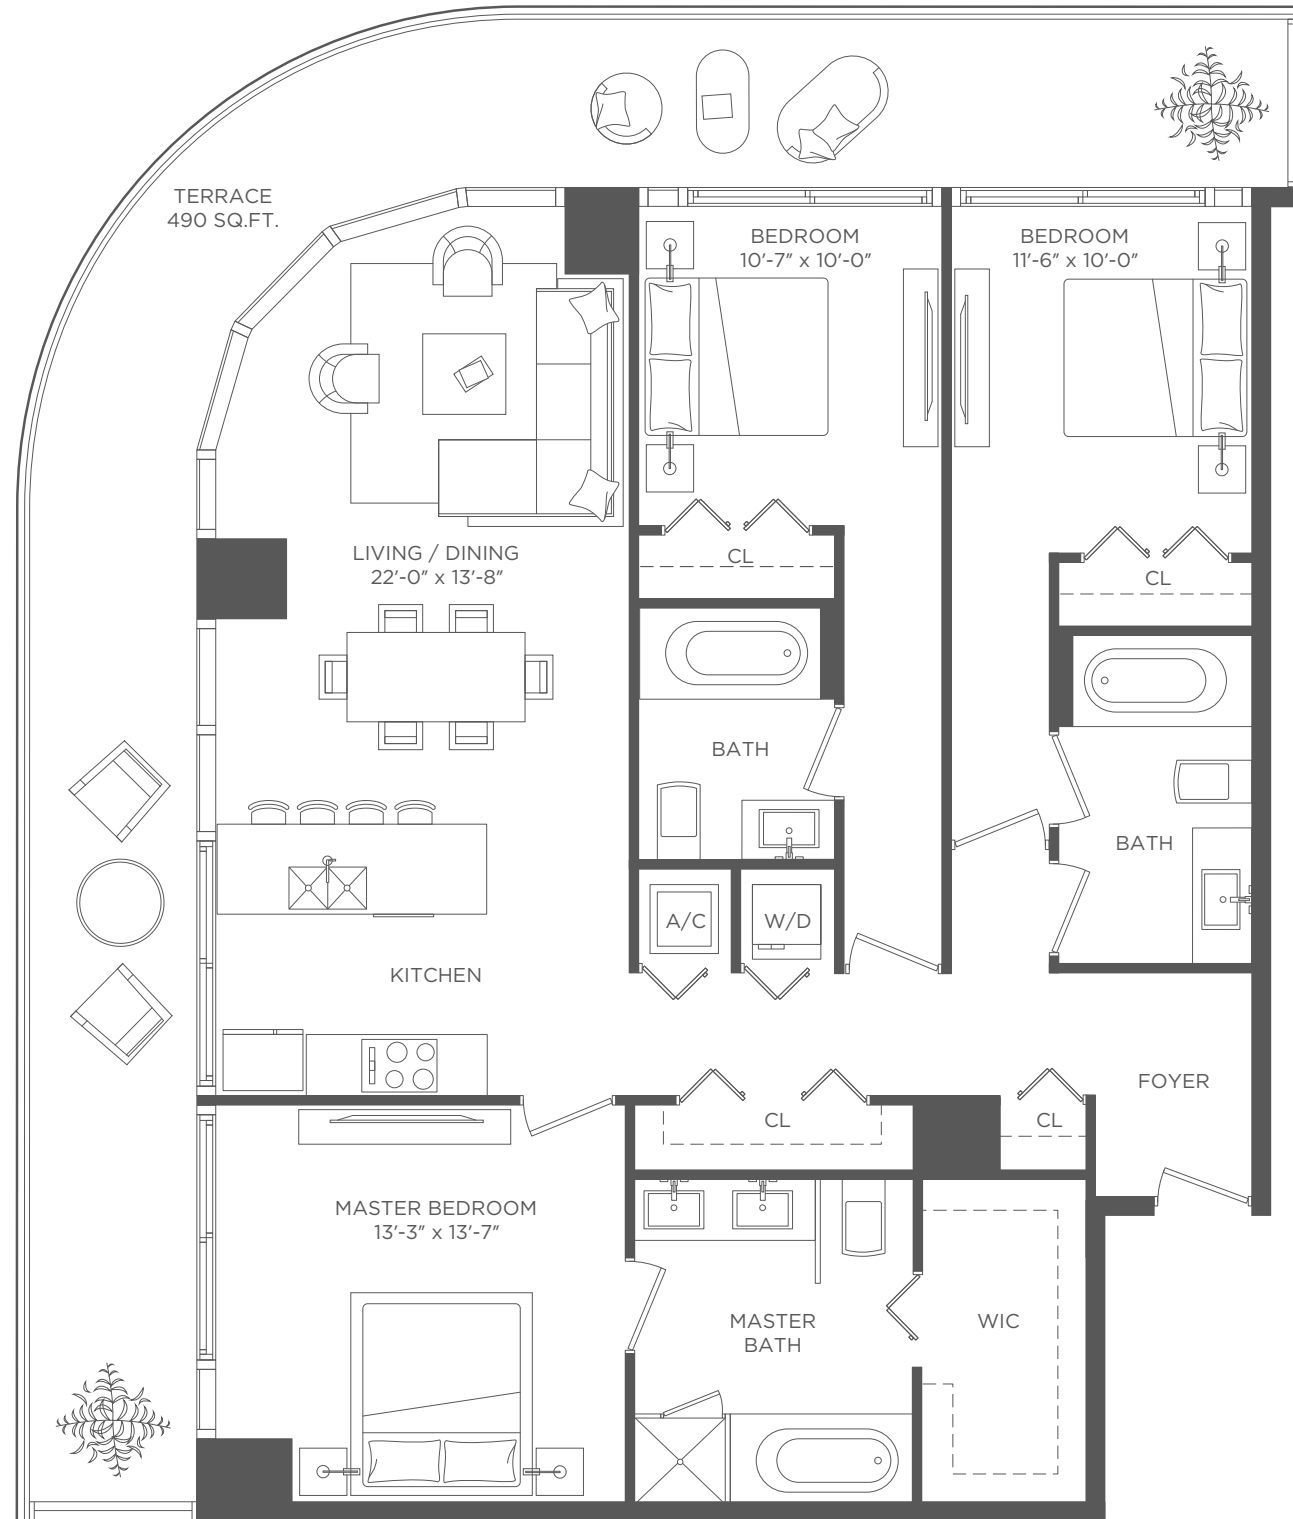 TERRACE
490 SQ.FT.
BEDROOM
10'-7" x 10'-0"
BEDROOM
11'-6" x 10'-0"
LIVING / DINING
22'-0" x 13'-8"
CL
CL
BATH
BATH
A/C
W/D
KITCHEN
FOYER
CL
CL
MASTER BEDROOM
13'-3" x 13'-7"
MASTER
BATH
WIC